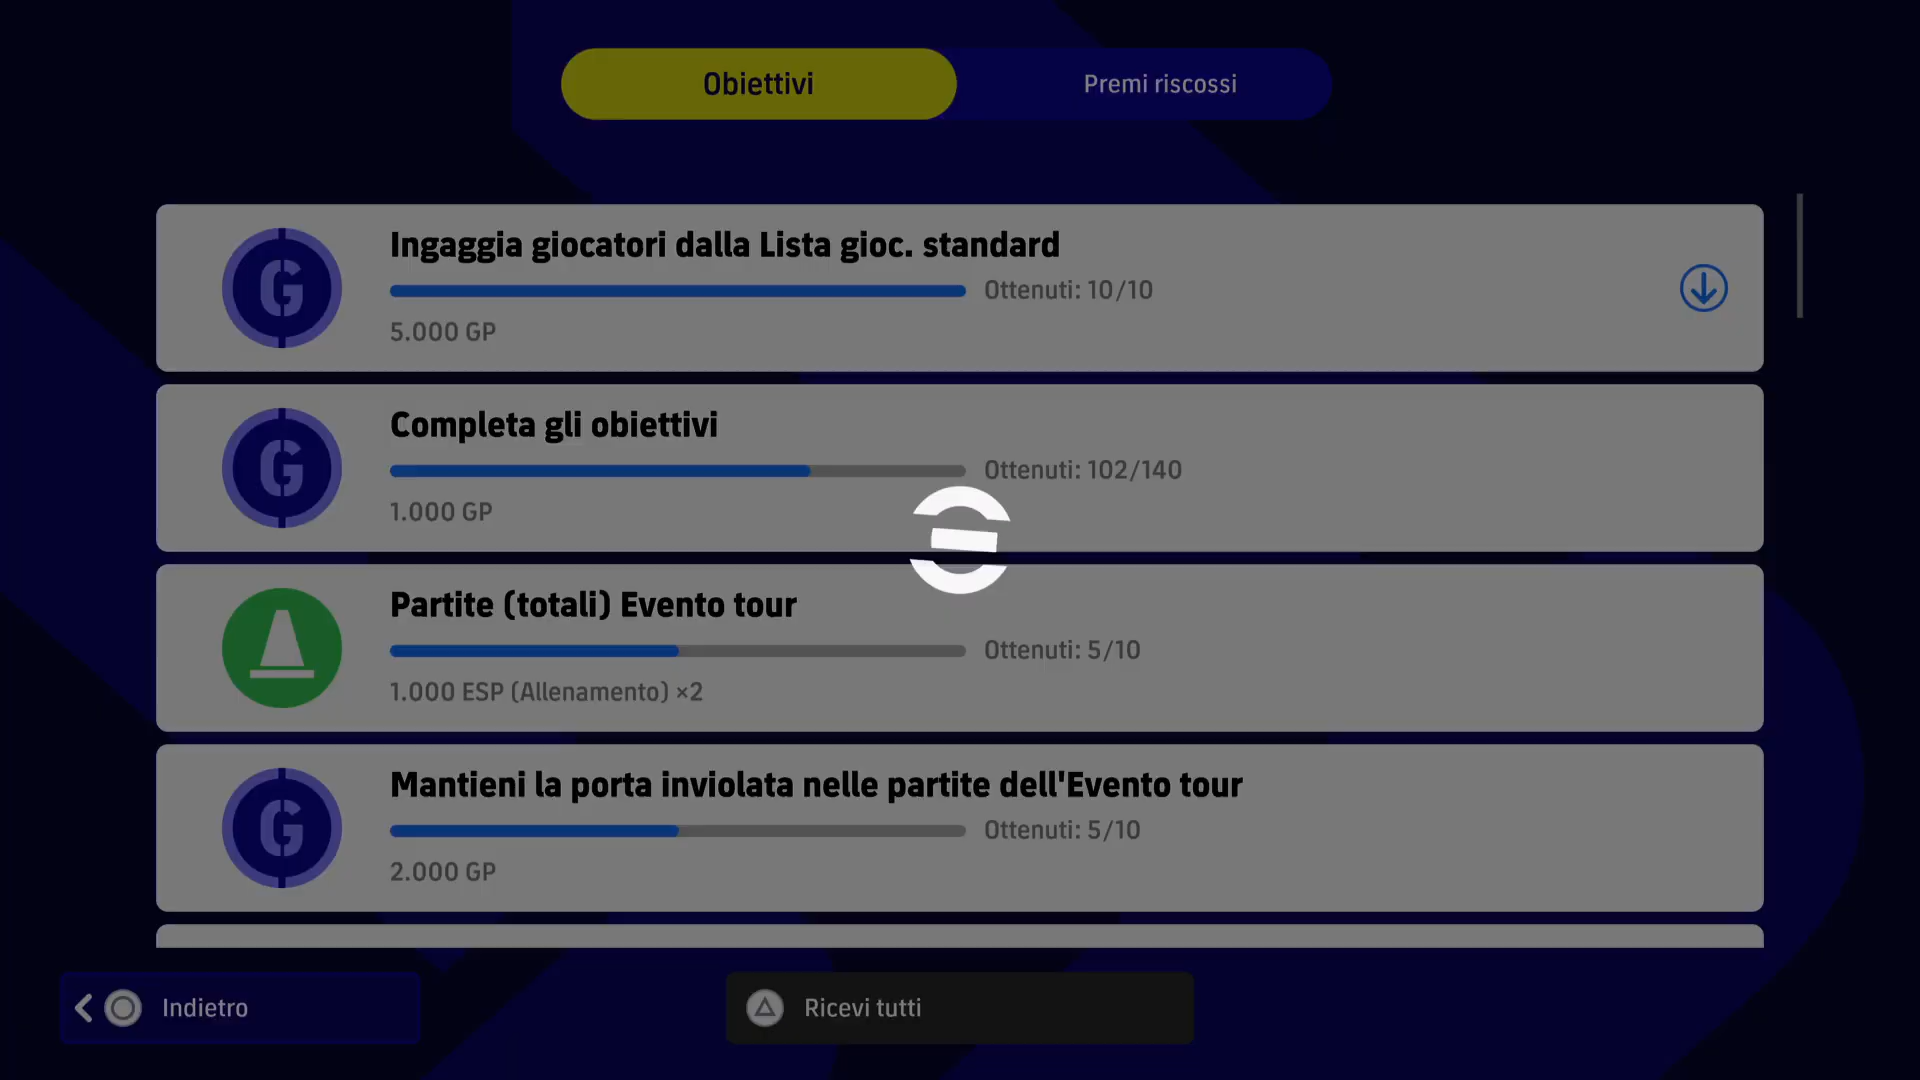 Obiettivi
Premi riscossi
Ingaggia giocatori dalla Lista gioc. standard
Ottenuti: 10/10
5.000 GP
Completa gli obiettivi
Ottenuti: 102/140
1.000 GP
Partite (totali) Evento tour
Ottenuti: 5/10
1.000 ESP (Allenamento) ×2
Mantieni la porta inviolata nelle partite dell'Evento tour
Ottenuti: 5/10
2.000 GP
Indietro
Ricevi tutti